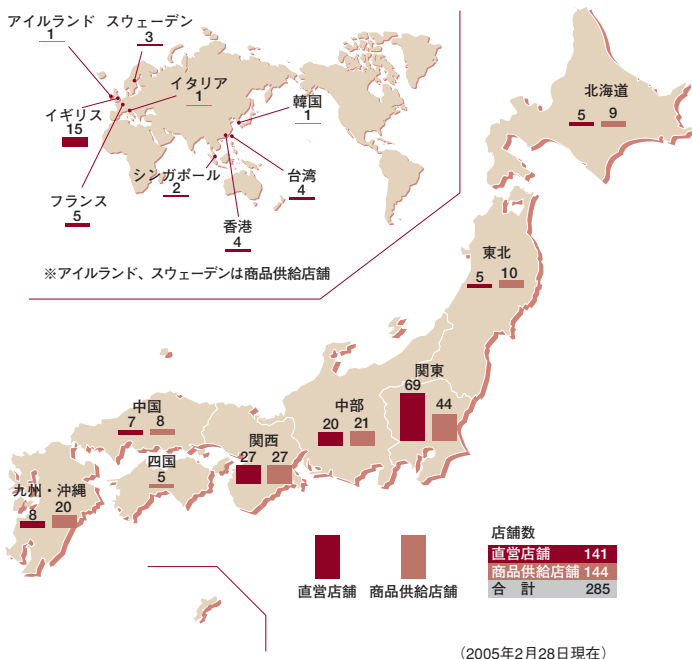 アイルランド
1
スウェーデン
3
イタリア
1
イギリス
15
韓国
1
シンガポール
2
台湾
4
フランス
5
香港
4
※アイルランド、スウェーデンは商品供給店舗
北海道
5 9
東北
5 10
関東
69 44
中部
20 21
関西
27 27
中国
7 8
四国
5
九州・沖縄
8 20
直営店舗 商品供給店舗
店舗数
直営店舗 141
商品供給店舗 144
合 計 285
(2005年2月28日現在)